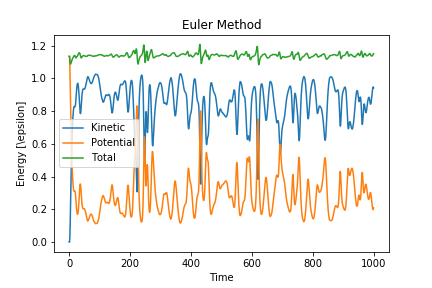 Euler Method
Energy [\epsilon]
1.2
1.0
0.8
0.6
0.4
0.2
0.0
Kinetic
Potential
Total
0 200 400 600 800 1000
Time